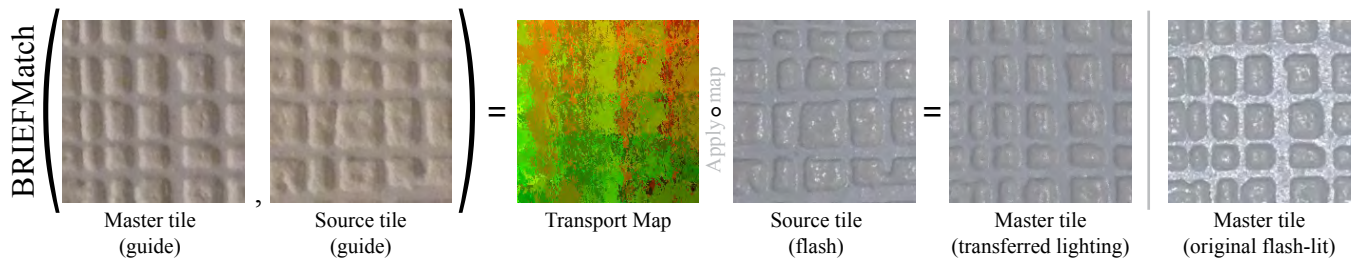 BRIEFMatch
( , ) = Apply ∘ map =
Master tile
(guide)
Source tile
(guide)
Transport Map
Source tile
(flash)
Master tile
(transferred lighting)
Master tile
(original flash-lit)